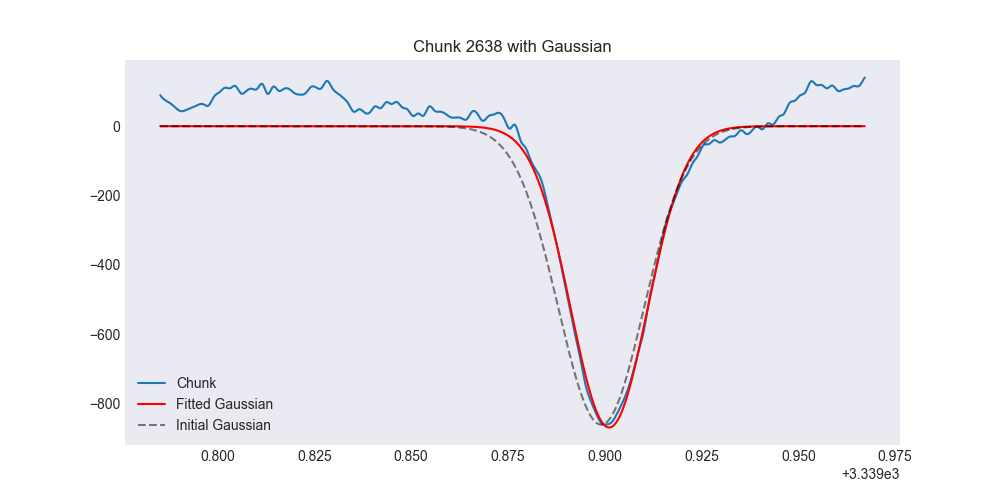 Chunk 2638 with Gaussian
0
−200
−400
−600
−800
Chunk
Fitted Gaussian
Initial Gaussian
0.800 0.825 0.850 0.875 0.900 0.925 0.950 0.975
+3.339e3